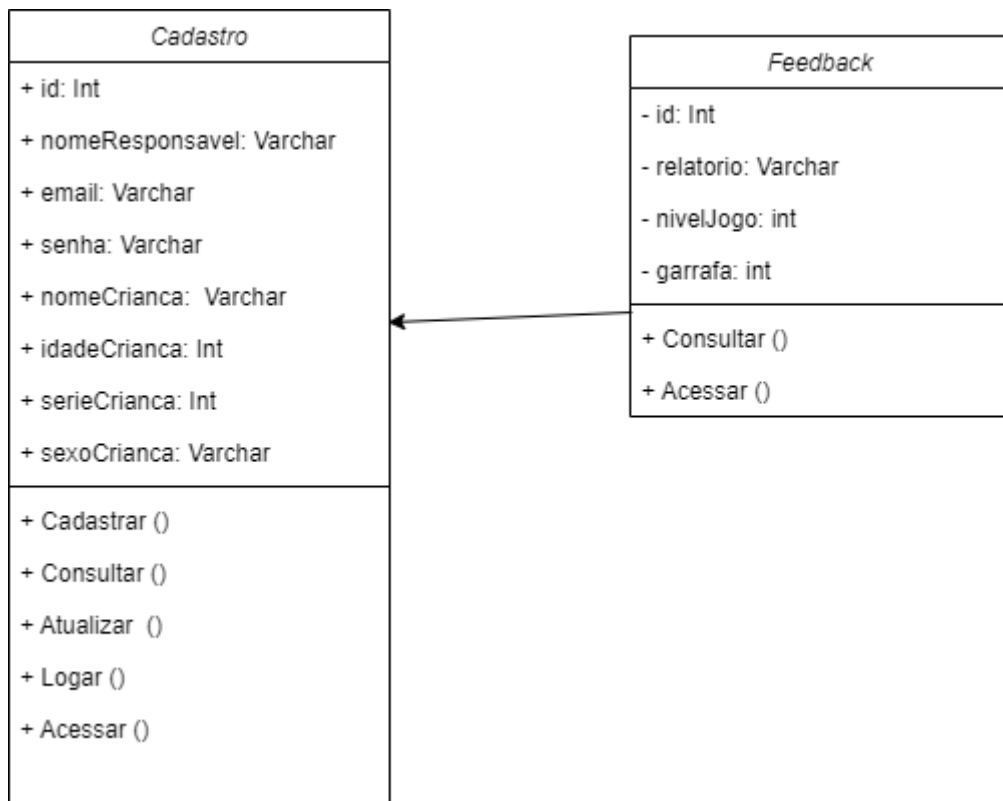 Cadastro
+ id: Int
+ nomeResponsavel: Varchar
+ email: Varchar
+ senha: Varchar
+ nomeCrianca:  Varchar
+ idadeCrianca: Int
+ serieCrianca: Int
+ sexoCrianca: Varchar
+ Cadastrar ()
+ Consultar ()
+ Atualizar  ()
+ Logar ()
+ Acessar ()
Feedback
- id: Int
- relatorio: Varchar
- nivelJogo: int
- garrafa: int
+ Consultar ()
+ Acessar ()